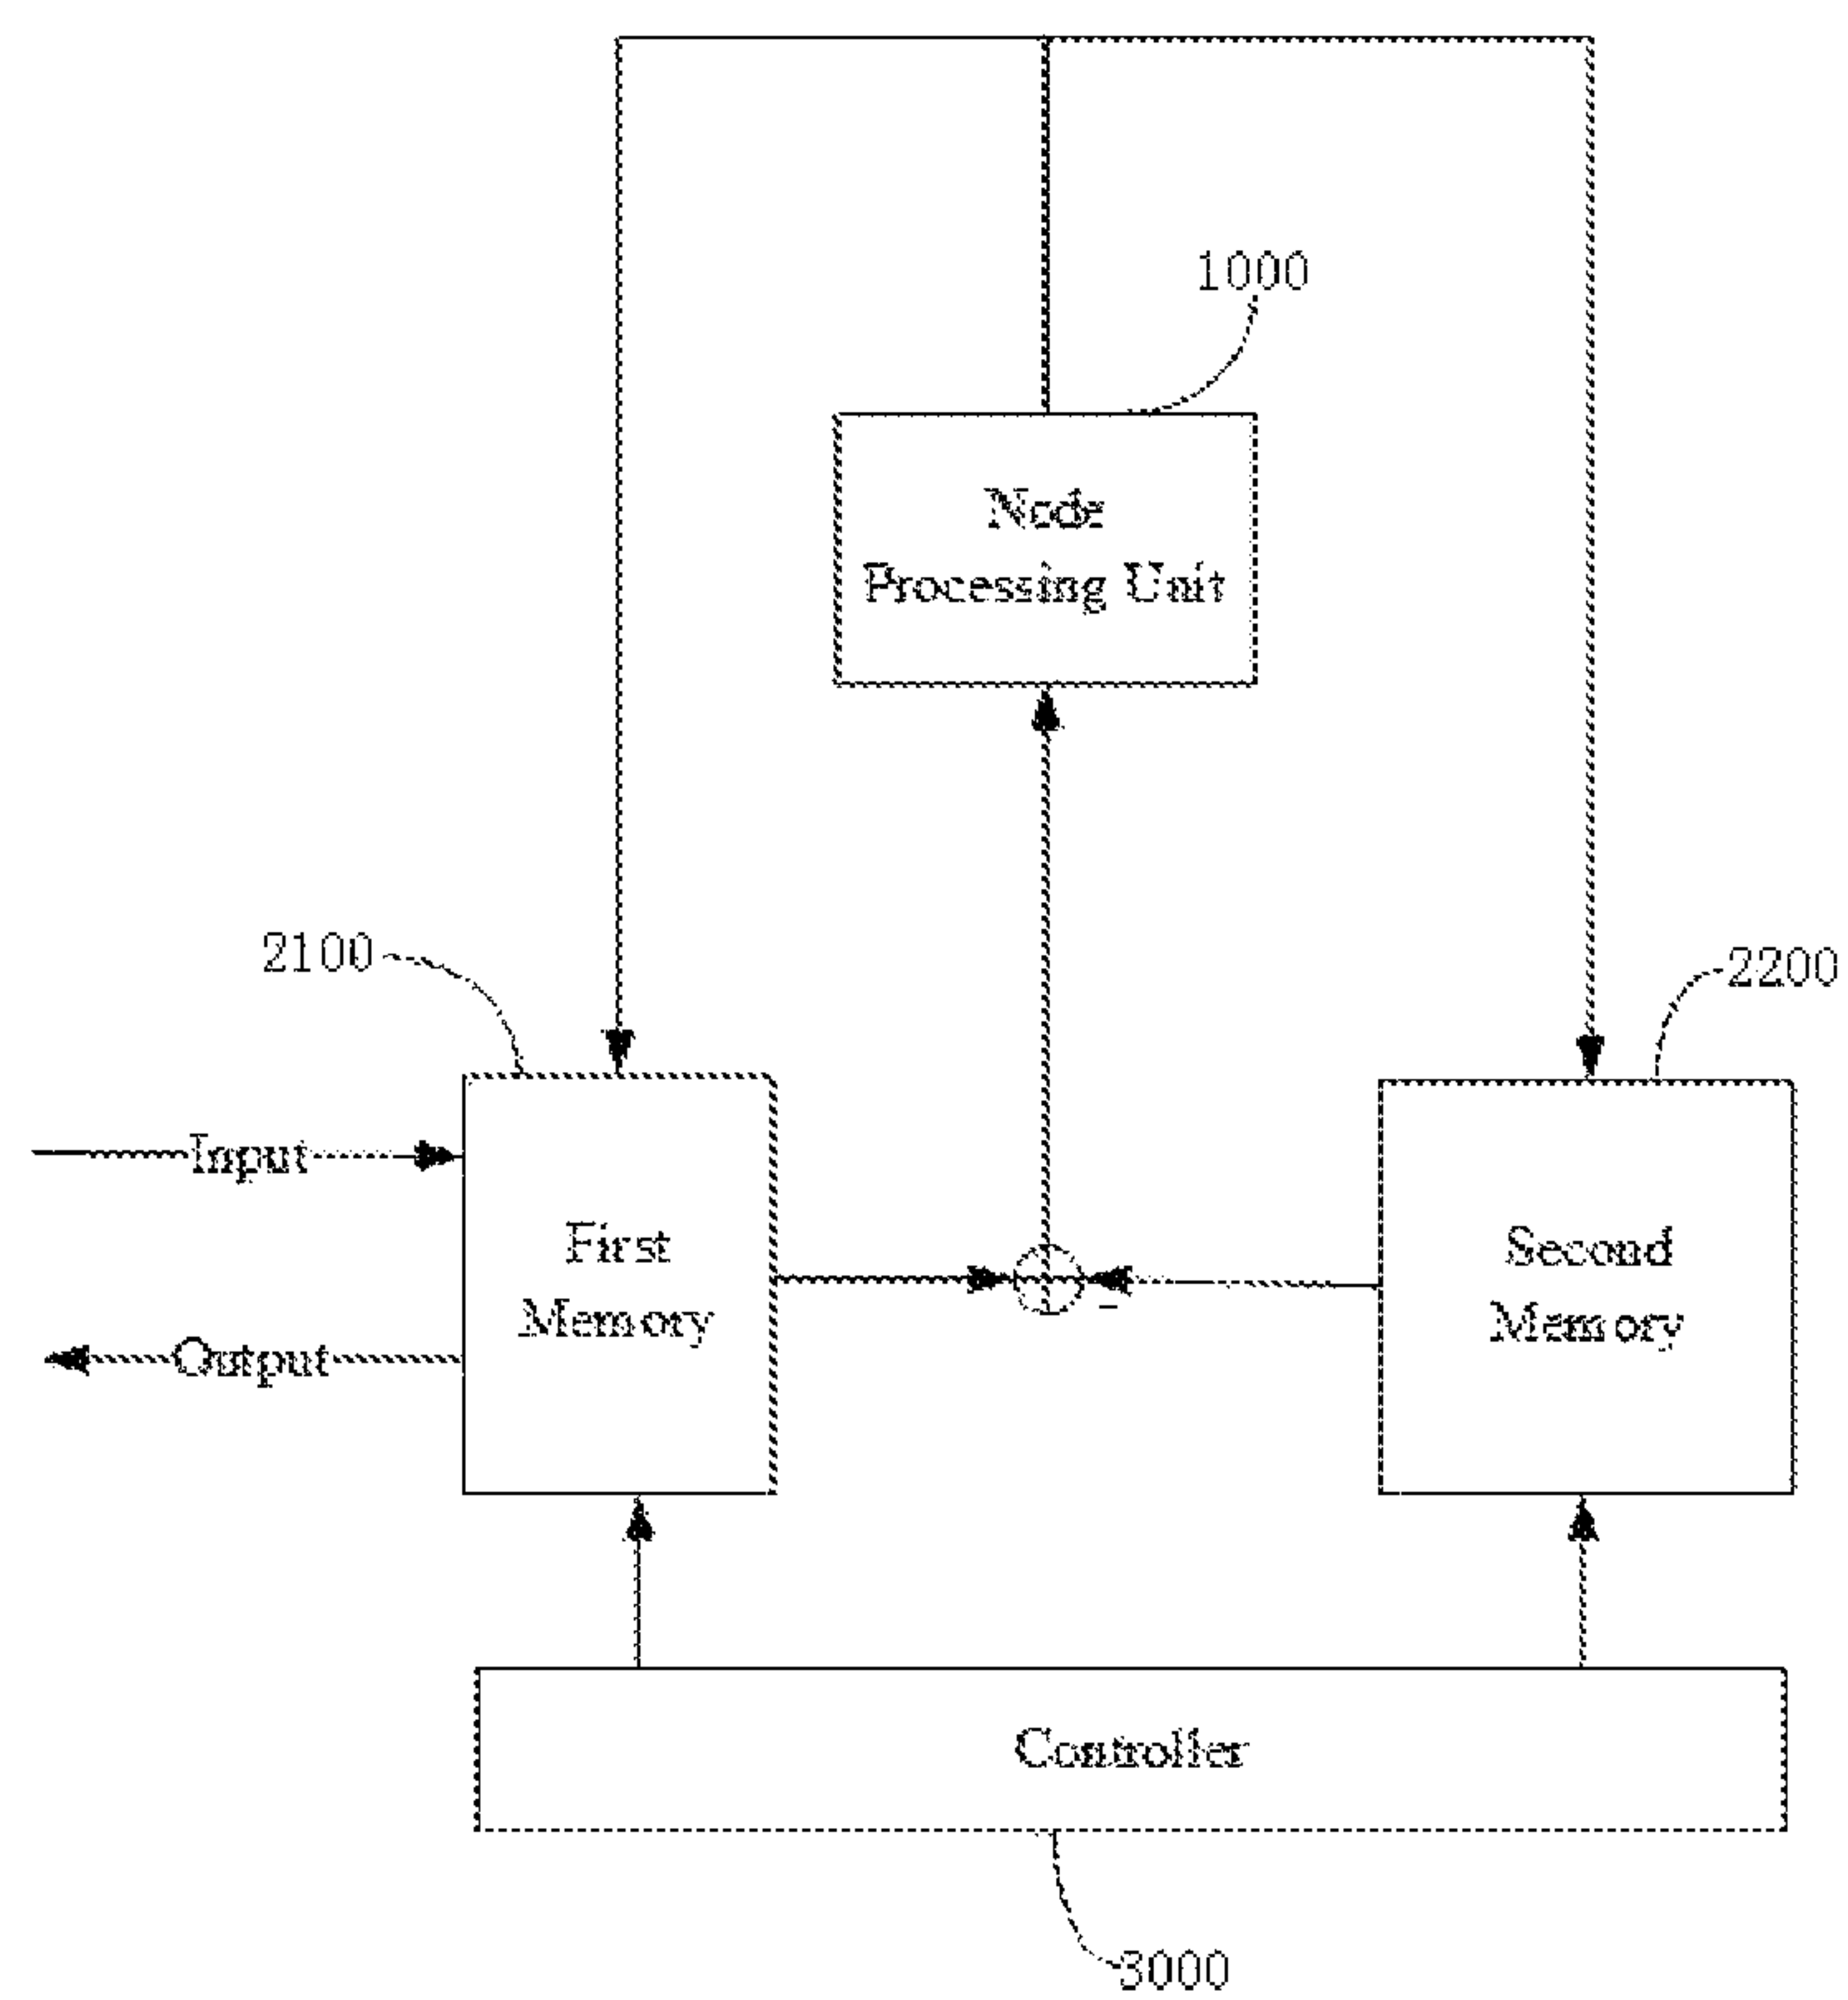 1000
Node
Processing Unit
2100
2200
Input
First
Memory
Second
Memory
-
Output
Controller
3000